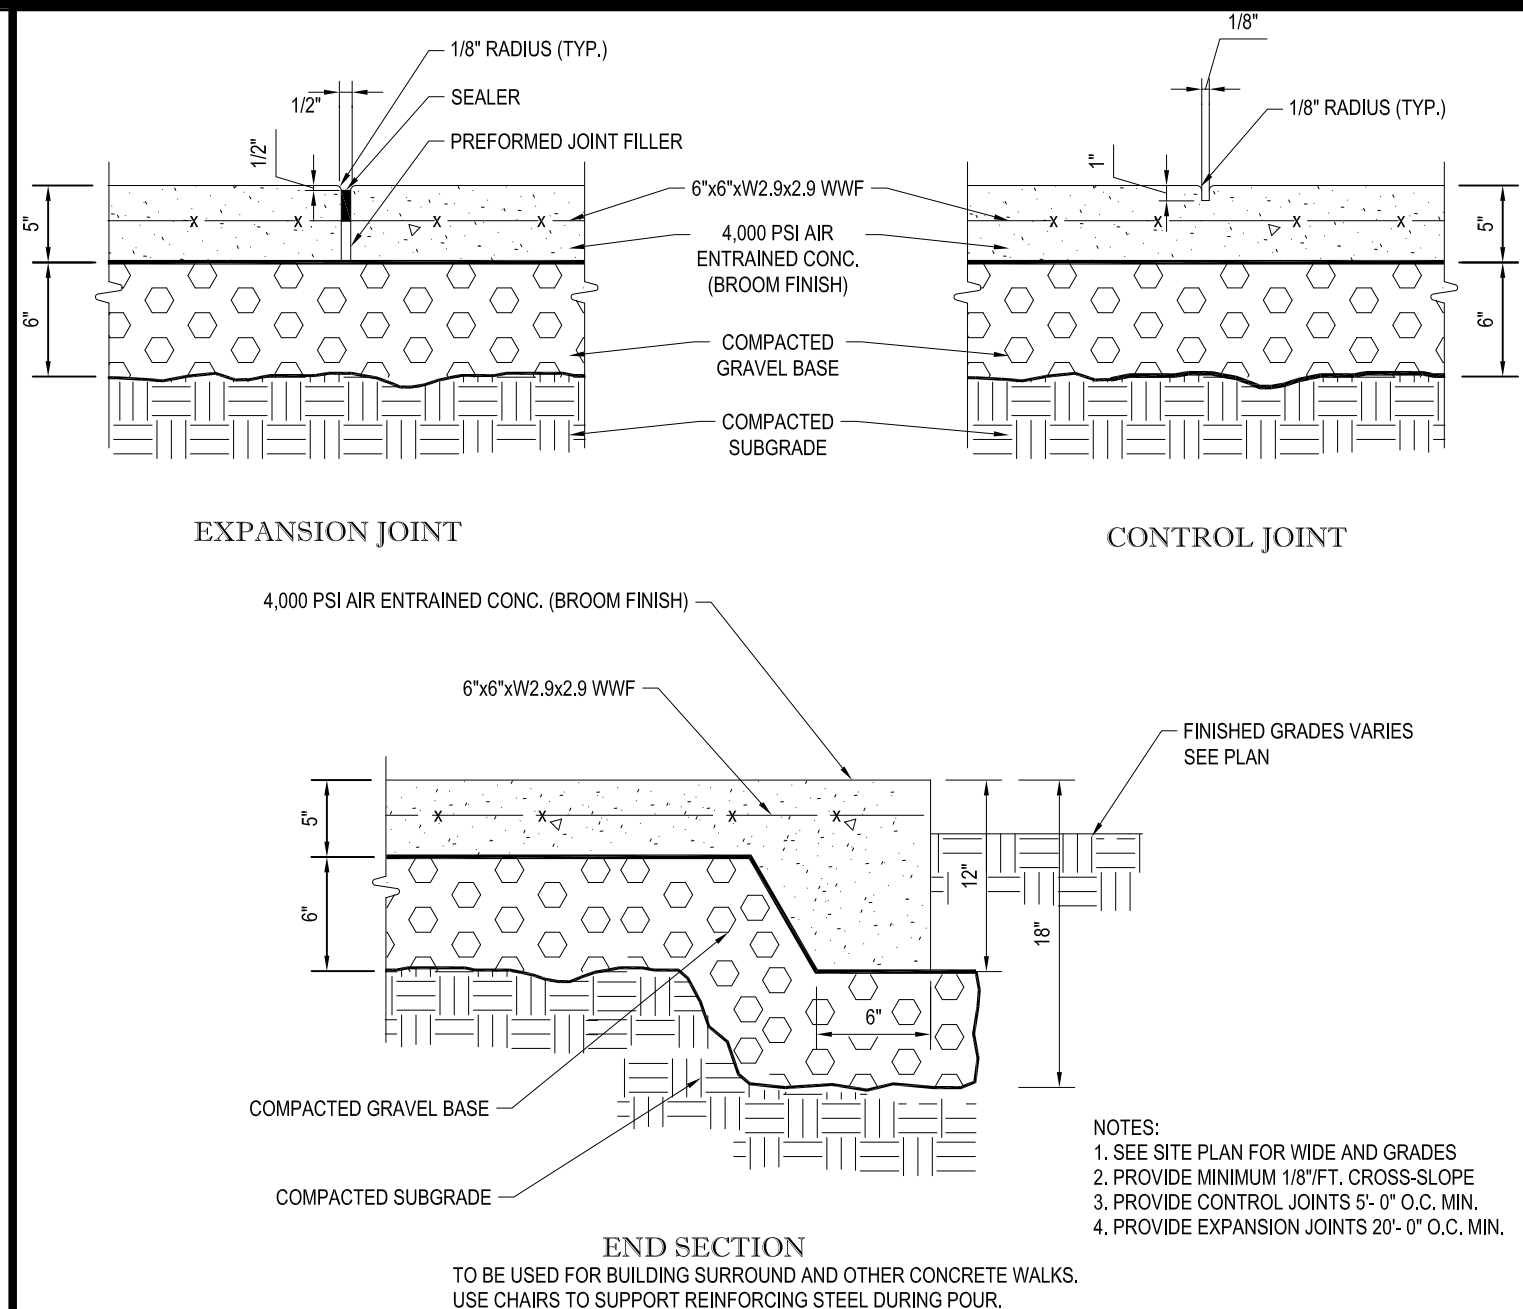 1/8" RADIUS (TYP.)
1/2"
SEALER
1/2"
PREFORMED JOINT FILLER
5"
6"
X X X X
6"x6"xW2.9x2.9 WWF
4,000 PSI AIR
ENTRAINED CONC.
(BROOM FINISH)
COMPACTED
GRAVEL BASE
COMPACTED
SUBGRADE
1/8"
1/8" RADIUS (TYP.)
1"
X X X X
5"
6"
EXPANSION JOINT
CONTROL JOINT
4,000 PSI AIR ENTRAINED CONC. (BROOM FINISH)
6"x6"xW2.9x2.9 WWF
FINISHED GRADES VARIES
SEE PLAN
5"
X X X X
6"
12"
18"
6"
COMPACTED GRAVEL BASE
COMPACTED SUBGRADE
NOTES:
1. SEE SITE PLAN FOR WIDE AND GRADES
2. PROVIDE MINIMUM 1/8"/FT. CROSS-SLOPE
3. PROVIDE CONTROL JOINTS 5'- 0" O.C. MIN.
4. PROVIDE EXPANSION JOINTS 20'- 0" O.C. MIN.
END SECTION
TO BE USED FOR BUILDING SURROUND AND OTHER CONCRETE WALKS.
USE CHAIRS TO SUPPORT REINFORCING STEEL DURING POUR.